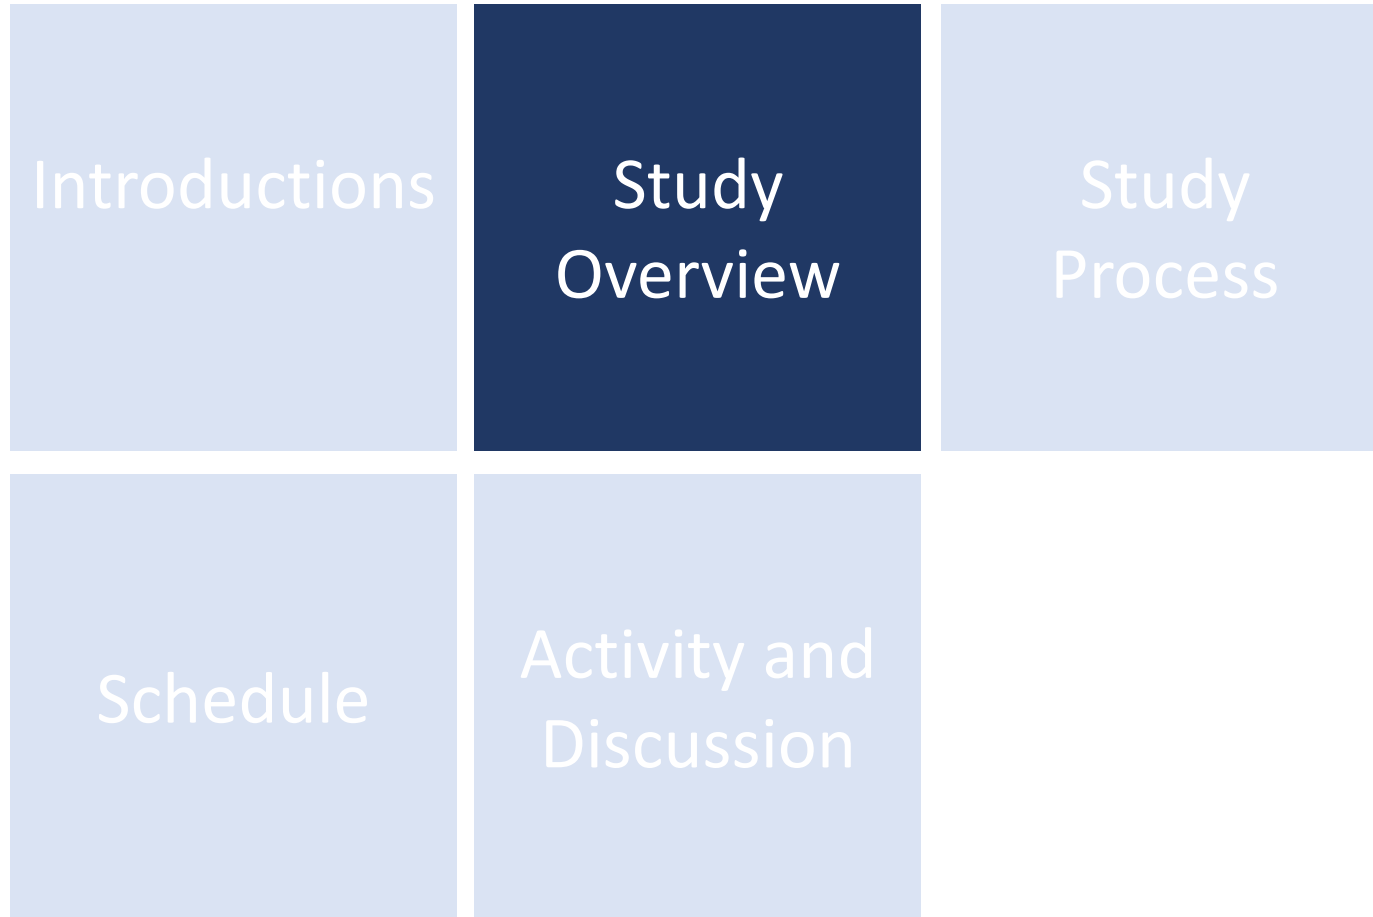 Introductions
Study
Overview
Study
Process
Schedule
Activity and
Discussion